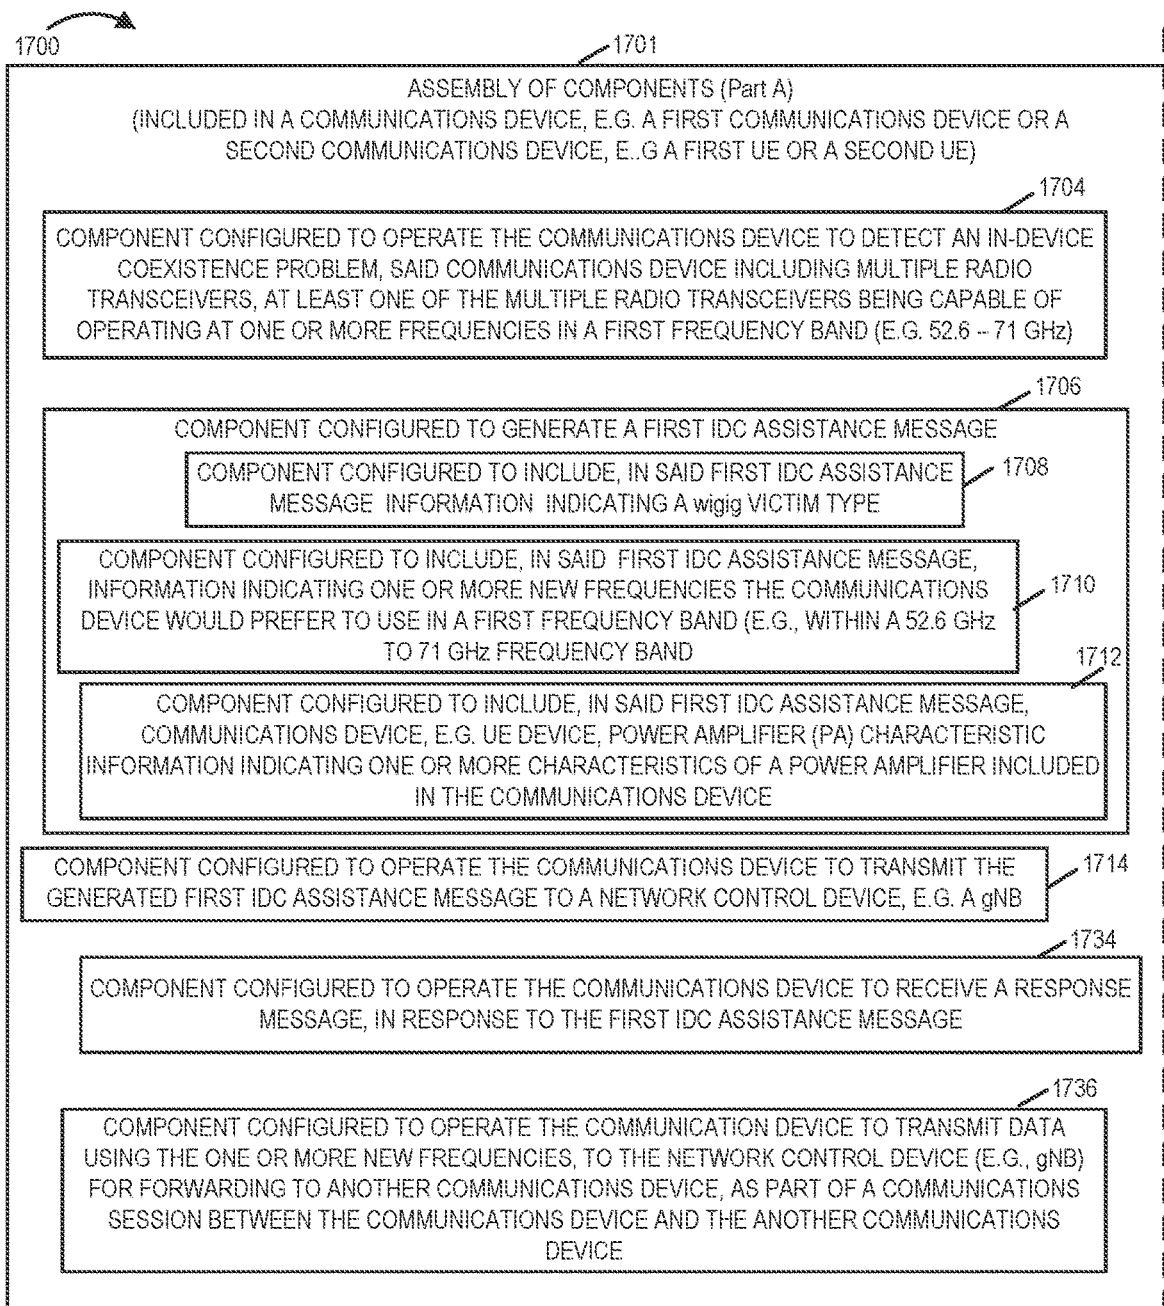 1700
1701
ASSEMBLY OF COMPONENTS (Part A)
(INCLUDED IN A COMMUNICATIONS DEVICE, E.G. A FIRST COMMUNICATIONS DEVICE OR A
SECOND COMMUNICATIONS DEVICE, E..G A FIRST UE OR A SECOND UE)
1704
COMPONENT CONFIGURED TO OPERATE THE COMMUNICATIONS DEVICE TO DETECT AN IN-DEVICE
COEXISTENCE PROBLEM, SAID COMMUNICATIONS DEVICE INCLUDING MULTIPLE RADIO
TRANSCEIVERS, AT LEAST ONE OF THE MULTIPLE RADIO TRANSCEIVERS BEING CAPABLE OF
OPERATING AT ONE OR MORE FREQUENCIES IN A FIRST FREQUENCY BAND (E.G. 52.6 – 71 GHz)
1706
COMPONENT CONFIGURED TO GENERATE A FIRST IDC ASSISTANCE MESSAGE
1708
COMPONENT CONFIGURED TO INCLUDE, IN SAID FIRST IDC ASSISTANCE
MESSAGE INFORMATION INDICATING A wigig VICTIM TYPE
COMPONENT CONFIGURED TO INCLUDE, IN SAID FIRST IDC ASSISTANCE MESSAGE,
INFORMATION INDICATING ONE OR MORE NEW FREQUENCIES THE COMMUNICATIONS
1710
DEVICE WOULD PREFER TO USE IN A FIRST FREQUENCY BAND (E.G., WITHIN A 52.6 GHz
TO 71 GHz FREQUENCY BAND
1712
COMPONENT CONFIGURED TO INCLUDE, IN SAID FIRST IDC ASSISTANCE MESSAGE,
COMMUNICATIONS DEVICE, E.G. UE DEVICE, POWER AMPLIFIER (PA) CHARACTERISTIC
INFORMATION INDICATING ONE OR MORE CHARACTERISTICS OF A POWER AMPLIFIER INCLUDED
IN THE COMMUNICATIONS DEVICE
COMPONENT CONFIGURED TO OPERATE THE COMMUNICATIONS DEVICE TO TRANSMIT THE
1714
GENERATED FIRST IDC ASSISTANCE MESSAGE TO A NETWORK CONTROL DEVICE, E.G. A gNB
1734
COMPONENT CONFIGURED TO OPERATE THE COMMUNICATIONS DEVICE TO RECEIVE A RESPONSE
MESSAGE, IN RESPONSE TO THE FIRST IDC ASSISTANCE MESSAGE
1736
COMPONENT CONFIGURED TO OPERATE THE COMMUNICATION DEVICE TO TRANSMIT DATA
USING THE ONE OR MORE NEW FREQUENCIES, TO THE NETWORK CONTROL DEVICE (E.G., gNB)
FOR FORWARDING TO ANOTHER COMMUNICATIONS DEVICE, AS PART OF A COMMUNICATIONS
SESSION BETWEEN THE COMMUNICATIONS DEVICE AND THE ANOTHER COMMUNICATIONS
DEVICE